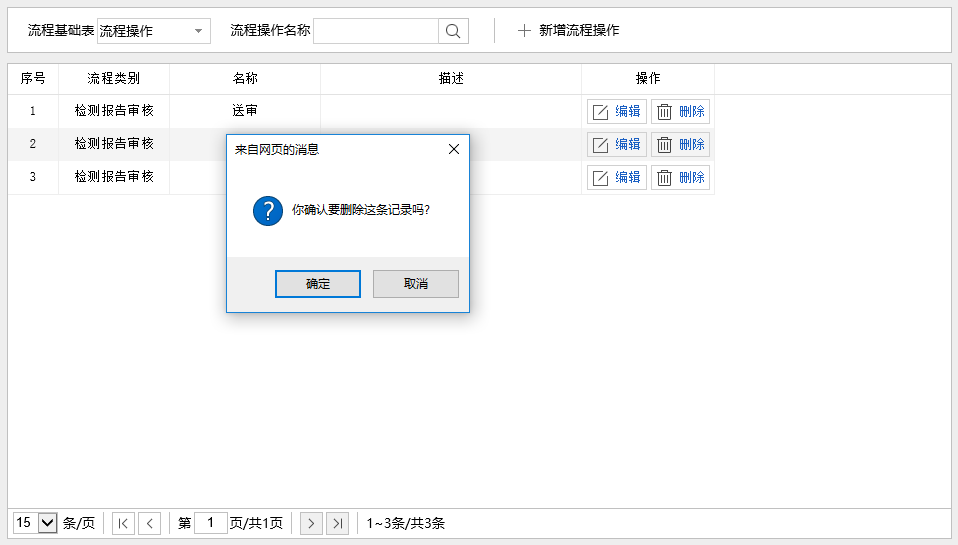 流程基础表 流程操作 流程操作名称 新增流程操作
序号 流程类别 名称 描述 操作
1 检测报告审核 送审 编辑 删除
2 检测报告审核 编辑 删除
3 检测报告审核 编辑 删除
来自网页的消息
?
你确认要删除这条记录吗?
确定 取消
15 条/页 第 1 页/共1页 1~3条/共3条